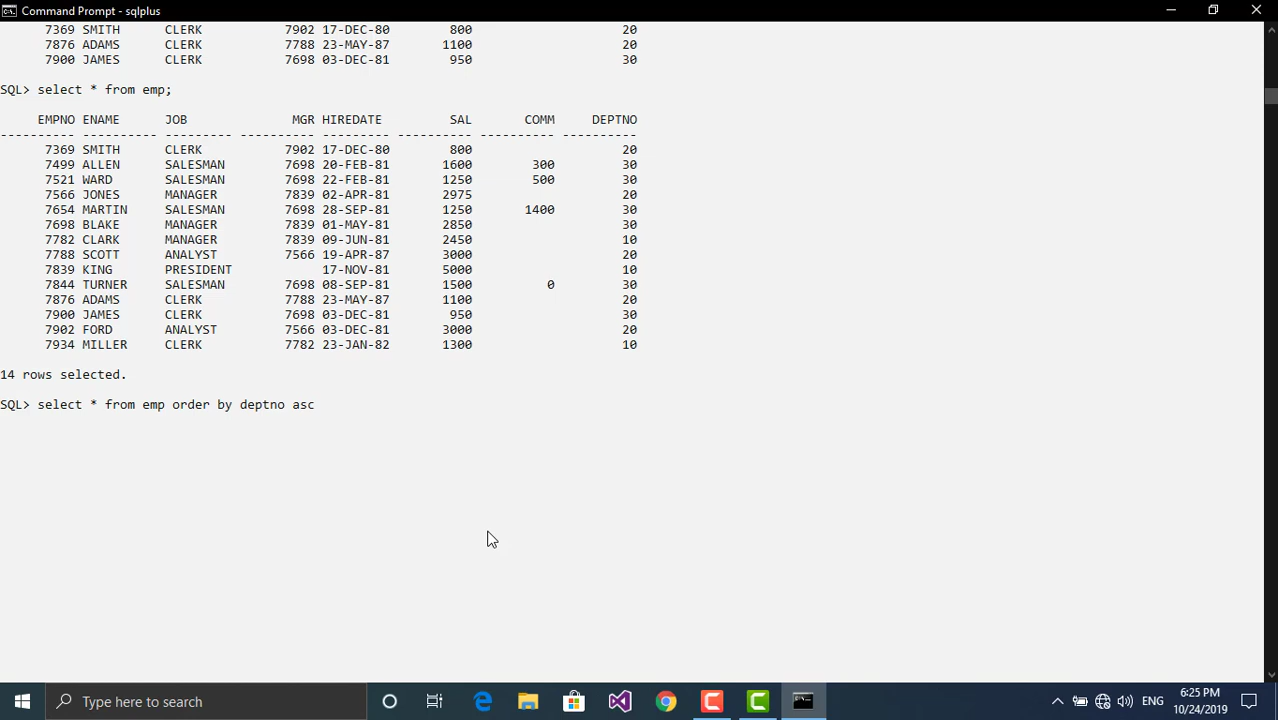 Command Prompt - sqlplus
7369 SMITH CLERK 7902 17-DEC-80 800 20
7876 ADAMS CLERK 7788 23-MAY-87 1100 20
7900 JAMES CLERK 7698 03-DEC-81 950 30
SQL> select * from emp;
EMPNO ENAME JOB MGR HIREDATE SAL COMM DEPTNO
---------- ---------- --------- ---------- --------- ---------- ---------- ----------
7369 SMITH CLERK 7902 17-DEC-80 800 20
7499 ALLEN SALESMAN 7698 20-FEB-81 1600 300 30
7521 WARD SALESMAN 7698 22-FEB-81 1250 500 30
7566 JONES MANAGER 7839 02-APR-81 2975 20
7654 MARTIN SALESMAN 7698 28-SEP-81 1250 1400 30
7698 BLAKE MANAGER 7839 01-MAY-81 2850 30
7782 CLARK MANAGER 7839 09-JUN-81 2450 10
7788 SCOTT ANALYST 7566 19-APR-87 3000 20
7839 KING PRESIDENT 17-NOV-81 5000 10
7844 TURNER SALESMAN 7698 08-SEP-81 1500 0 30
7876 ADAMS CLERK 7788 23-MAY-87 1100 20
7900 JAMES CLERK 7698 03-DEC-81 950 30
7902 FORD ANALYST 7566 03-DEC-81 3000 20
7934 MILLER CLERK 7782 23-JAN-82 1300 10
14 rows selected.
SQL> select * from emp order by deptno asc
Type here to search
ENG
6:25 PM
10/24/2019